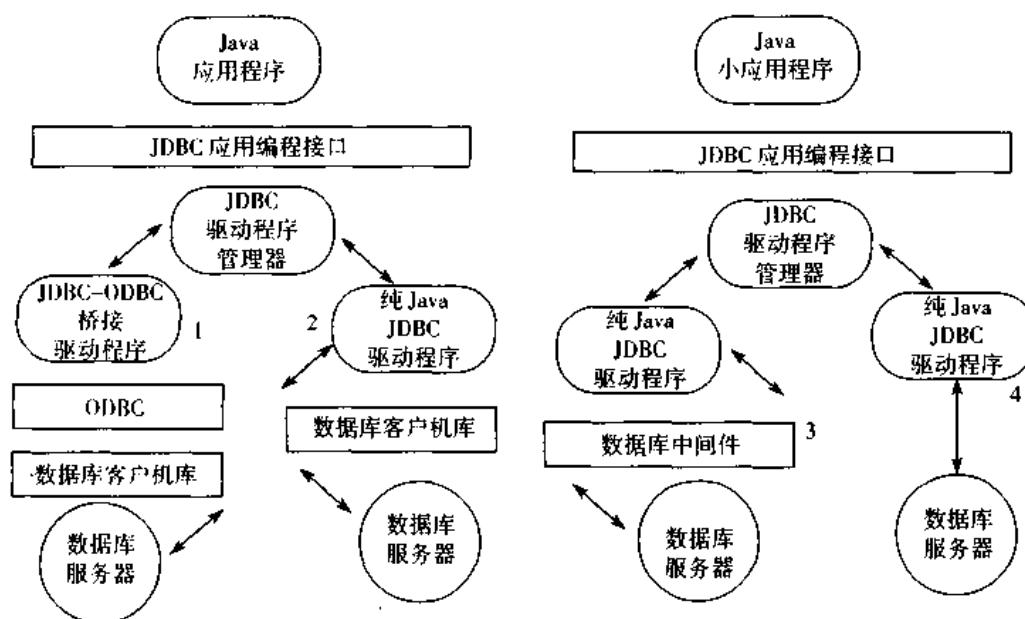 Java
应用程序
JDBC 应用编程接口
JDBC
驱动程序
管理器
JDBC-ODBC
桥接
驱动程序
1
2
纯 Java
JDBC
驱动程序
ODBC
数据库客户机库
数据库客户机库
数据库
服务器
数据库
服务器
Java
小应用程序
JDBC 应用编程接口
JDBC
驱动程序
管理器
纯 Java
JDBC
驱动程序
纯 Java
JDBC
驱动程序
4
3
数据库中间件
数据库
服务器
数据库
服务器